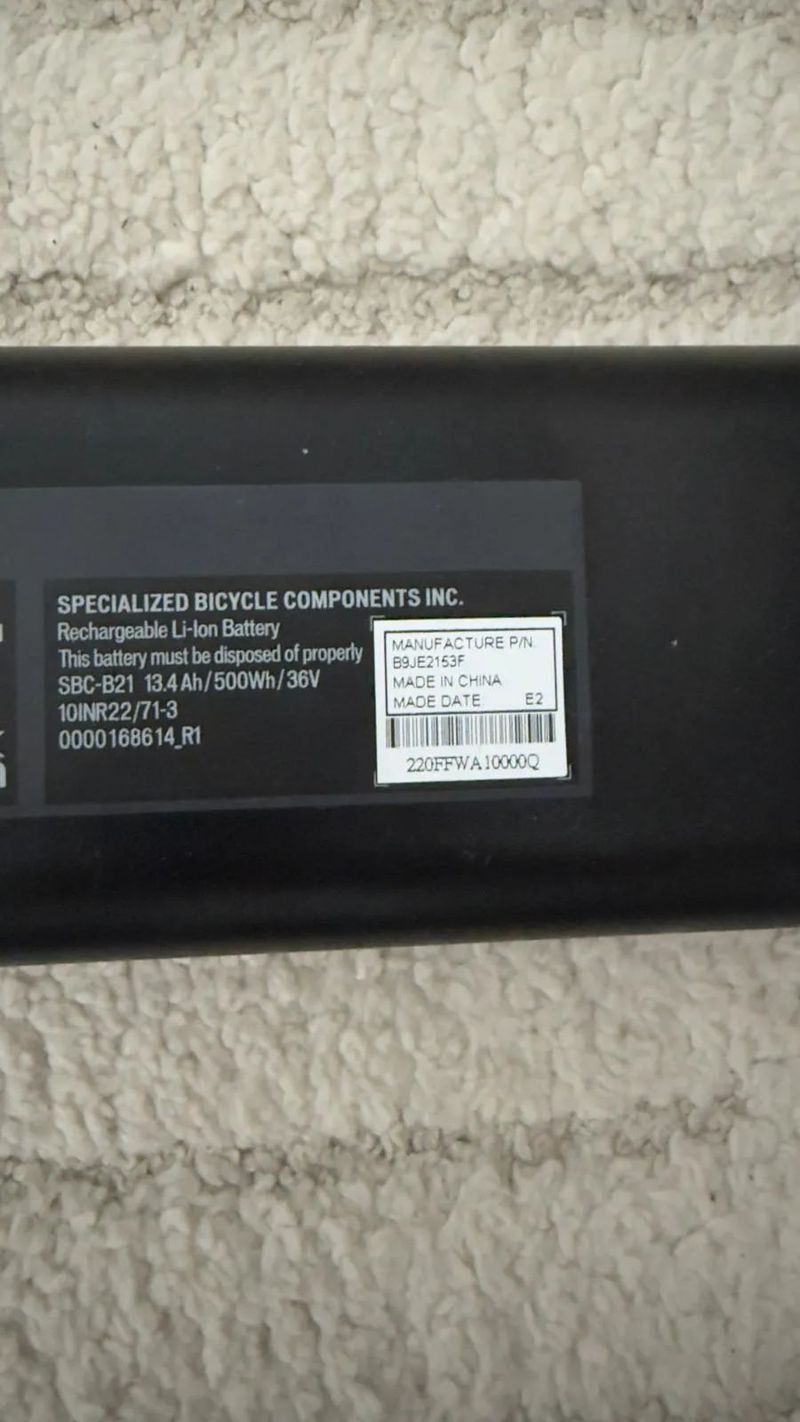 SPECIALIZED BICYCLE COMPONENTS INC.
Rechargeable Li-Ion Battery
This battery must be disposed of properly
SBC-B21 13.4 Ah/500Wh/36V
10INR22/71-3
0000168614_R1
MANUFACTURE P/N.
B9JE2153F
MADE IN CHINA
MADE DATE E2
220FFWA10000Q